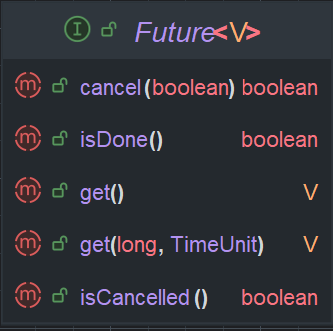 I Future<V>
m cancel(boolean) boolean
m isDone() boolean
m get() V
m get(long, TimeUnit) V
m isCancelled() boolean